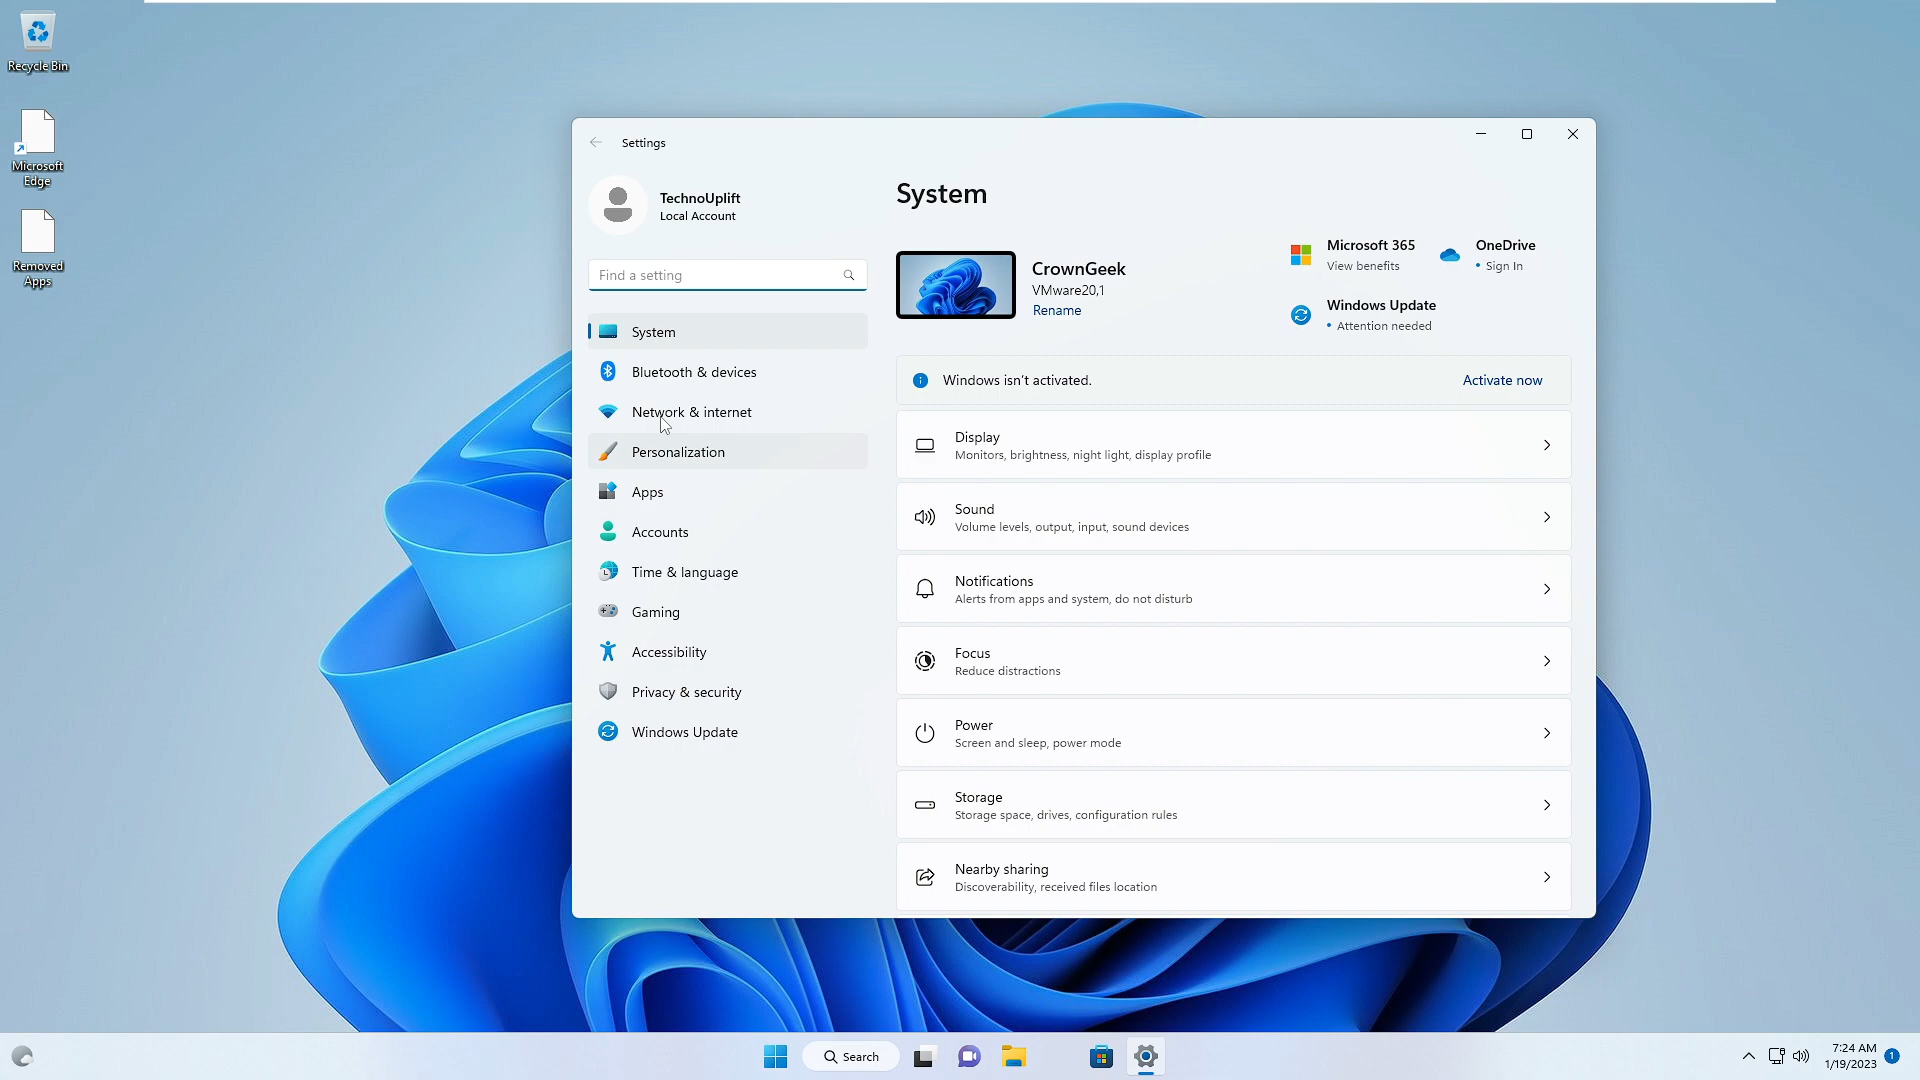 Recycle Bin
Microsoft
Edge
Removed
Apps
Settings
TechnoUplift
Local Account
Find a setting
System
Bluetooth & devices
Network & internet
Personalization
Apps
Accounts
Time & language
Gaming
Accessibility
Privacy & security
Windows Update
System
CrownGeek
VMware20,1
Rename
Microsoft 365
View benefits
OneDrive
• Sign In
Windows Update
• Attention needed
Windows isn't activated.
Activate now
Display
Monitors, brightness, night light, display profile
Sound
Volume levels, output, input, sound devices
Notifications
Alerts from apps and system, do not disturb
Focus
Reduce distractions
Power
Screen and sleep, power mode
Storage
Storage space, drives, configuration rules
Nearby sharing
Discoverability, received files location
Search
7:24 AM
1/19/2023
1